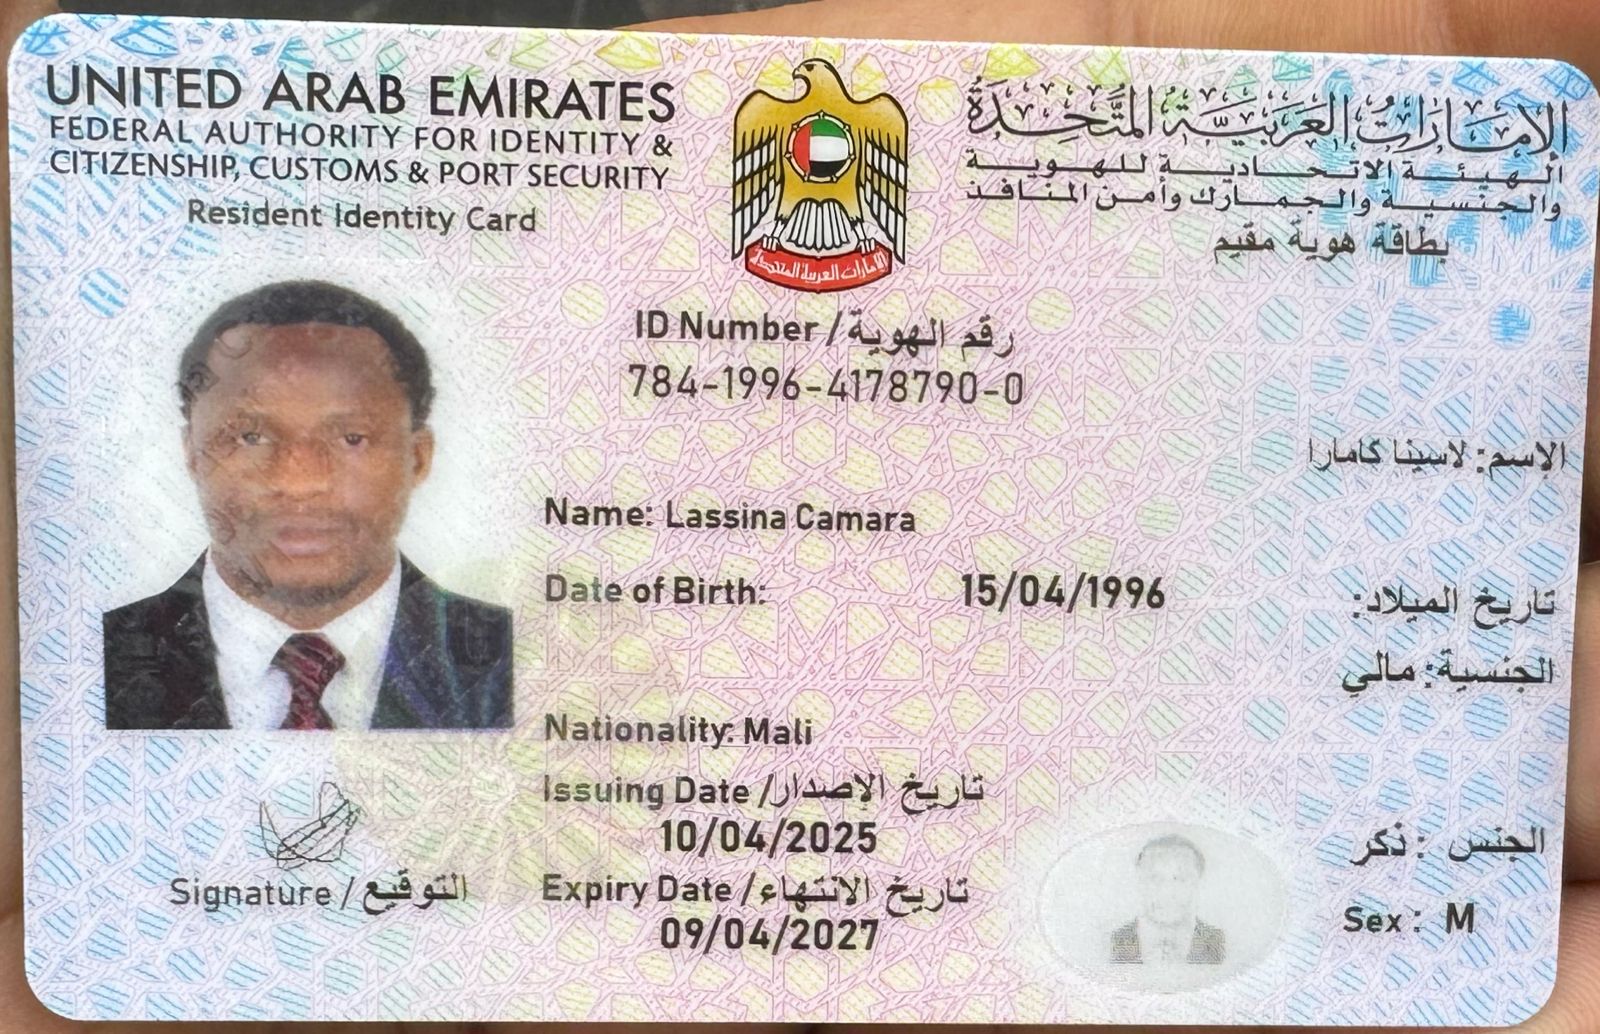 UNITED ARAB EMIRATES
FEDERAL AUTHORITY FOR IDENTITY &
CITIZENSHIP, CUSTOMS & PORT SECURITY
Resident Identity Card
الإمارات العربية المتحدة
الهيئة الاتحادية للهوية
والجنسية والجمارك وأمن المنافذ
بطاقة هوية مقيم
الإمارات العربية المتحدة
ID Number / رقم الهوية
784-1996-4178790-0
الإسم: لاسينا كامارا
Name: Lassina Camara
Date of Birth: 15/04/1996 تاريخ الميلاد:
الجنسية: مالي
Nationality: Mali
Issuing Date / تاريخ الإصدار
10/04/2025
Expiry Date / تاريخ الانتهاء
09/04/2027
الجنس : ذكر
Sex : M
Signature / التوقيع